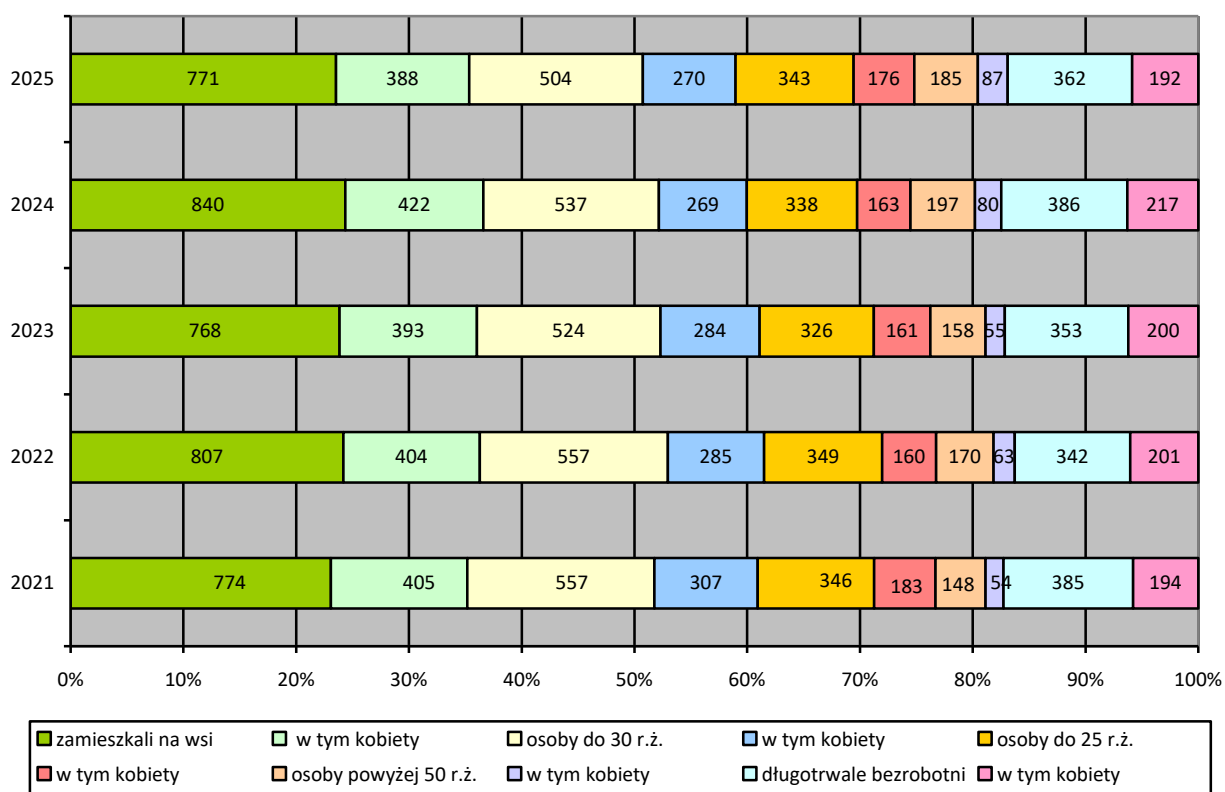 2025 771 388 504 270 343 176 185 87 362 192
2024 840 422 537 269 338 163 197 80 386 217
2023 768 393 524 284 326 161 158 55 353 200
2022 807 404 557 285 349 160 170 63 342 201
2021 774 405 557 307 346 183 148 54 385 194
0% 10% 20% 30% 40% 50% 60% 70% 80% 90% 100%
zamieszkali na wsi w tym kobiety osoby do 30 r.ż. w tym kobiety osoby do 25 r.ż.
w tym kobiety osoby powyżej 50 r.ż. w tym kobiety długotrwale bezrobotni w tym kobiety